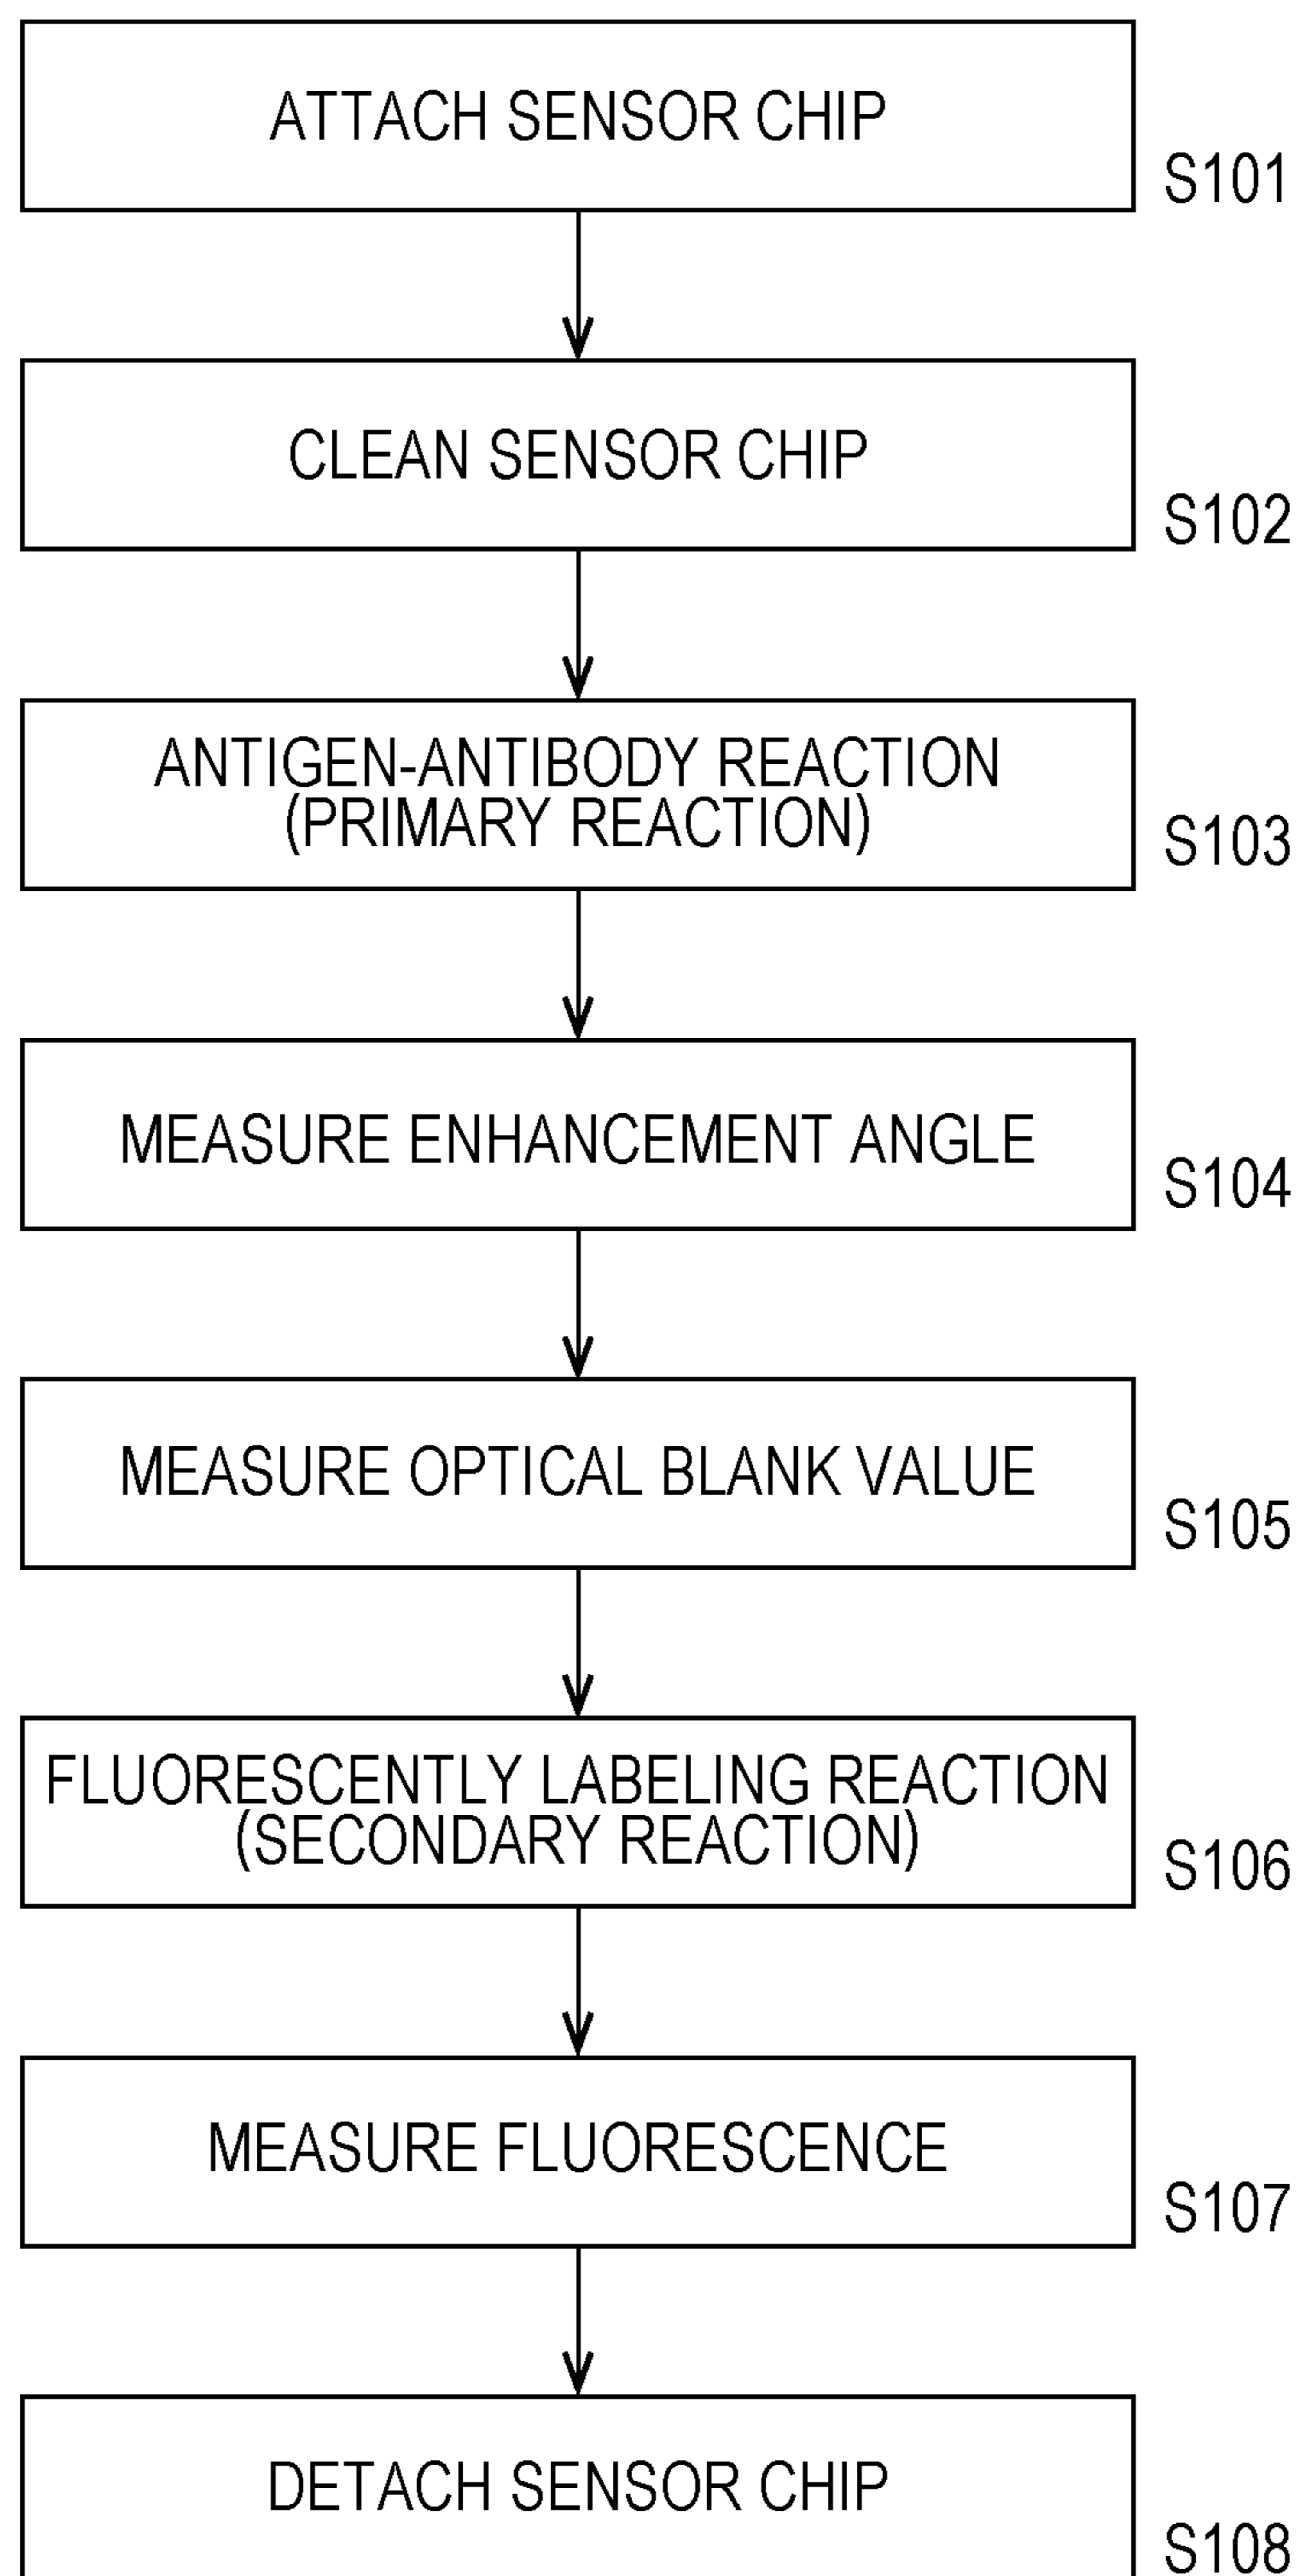 ATTACH SENSOR CHIP
S101
CLEAN SENSOR CHIP
S102
ANTIGEN-ANTIBODY REACTION
(PRIMARY REACTION)
S103
MEASURE ENHANCEMENT ANGLE
S104
MEASURE OPTICAL BLANK VALUE
S105
FLUORESCENTLY LABELING REACTION
(SECONDARY REACTION)
S106
MEASURE FLUORESCENCE
S107
DETACH SENSOR CHIP
S108